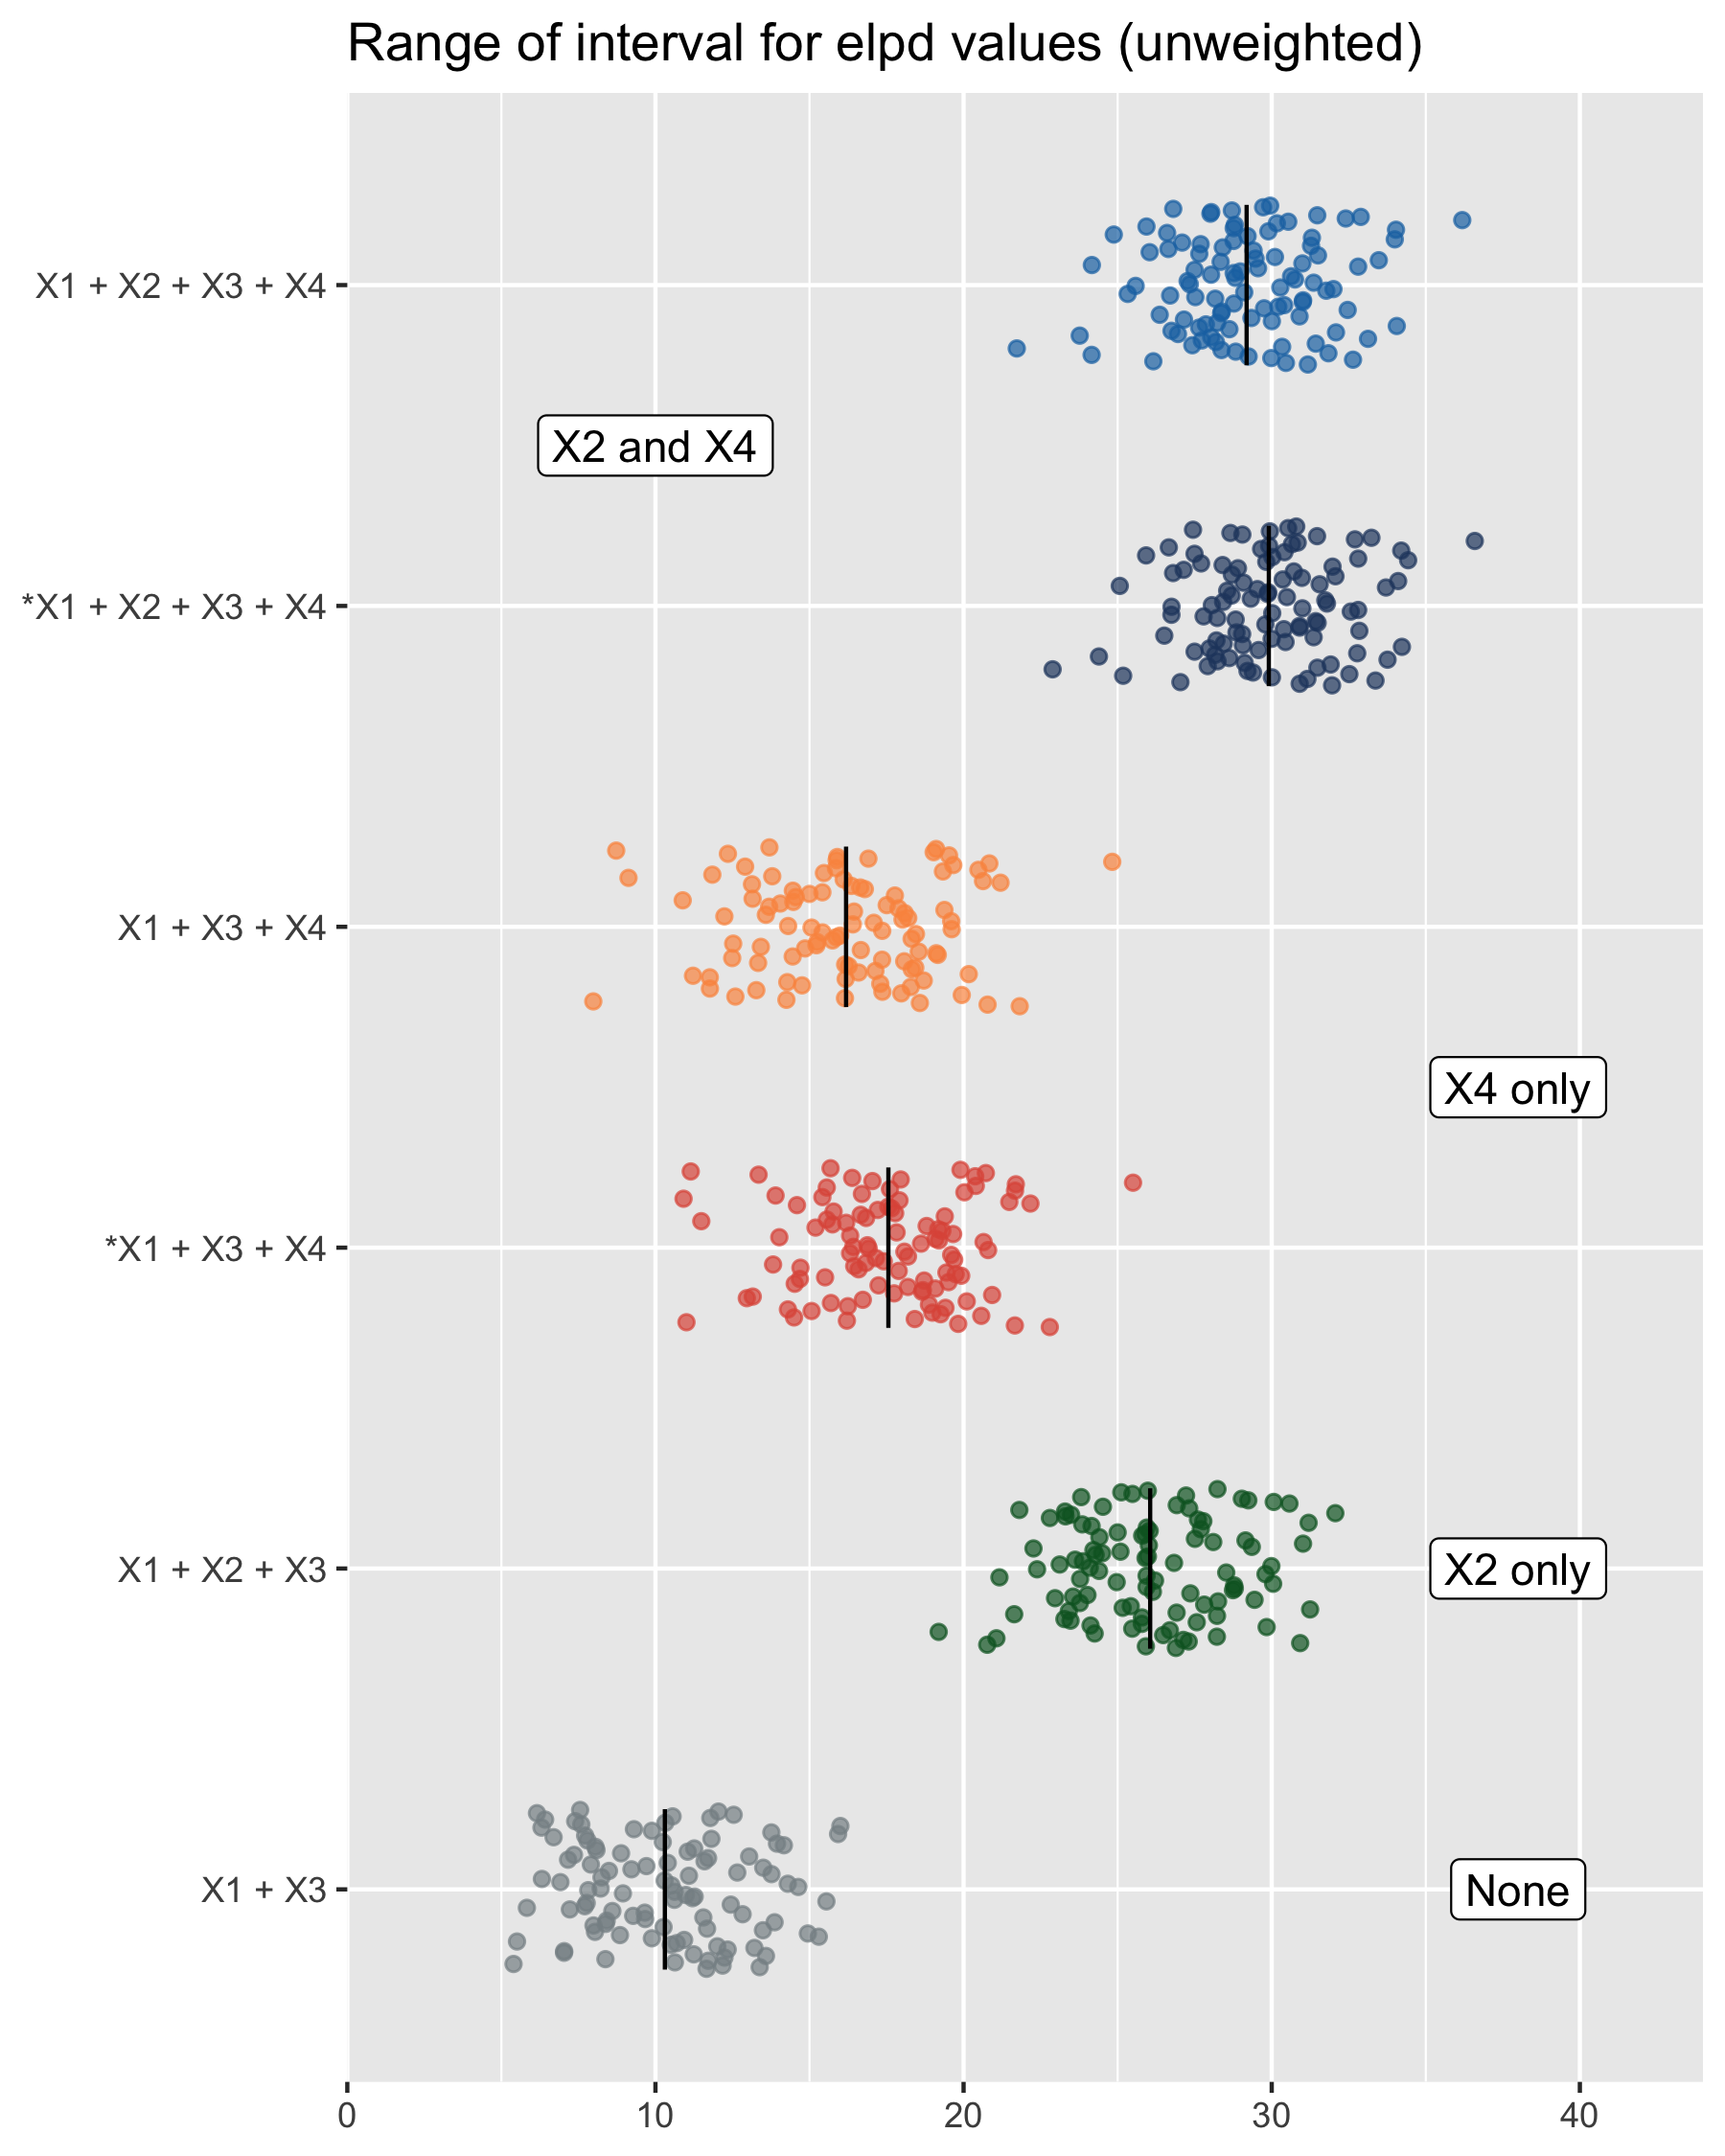 Range of interval for elpd values (unweighted)
X1 + X2 + X3 + X4
X2 and X4
*X1 + X2 + X3 + X4
X1 + X3 + X4
X4 only
*X1 + X3 + X4
X1 + X2 + X3
X2 only
X1 + X3
None
0 10 20 30 40